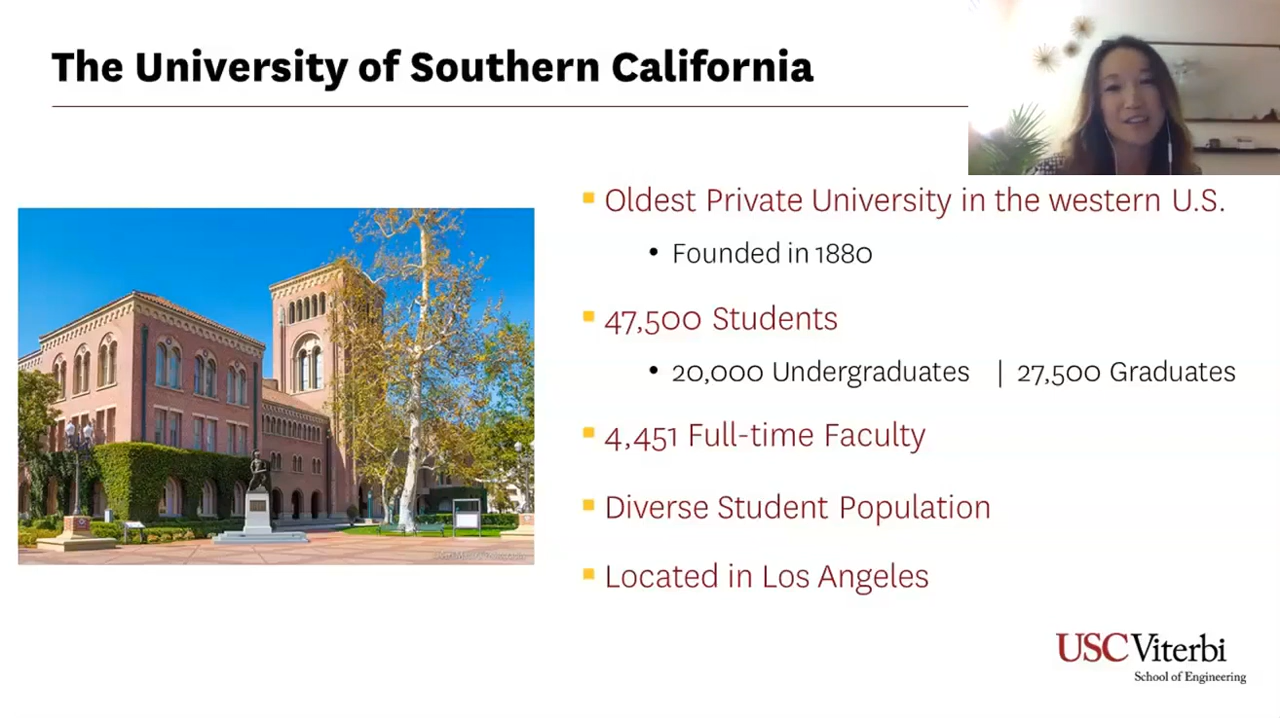 The University of Southern California
Oldest Private University in the western U.S.
Founded in 1880
47,500 Students
20,000 Undergraduates | 27,500 Graduates
4,451 Full-time Faculty
Diverse Student Population
Located in Los Angeles
USC Viterbi
School of Engineering